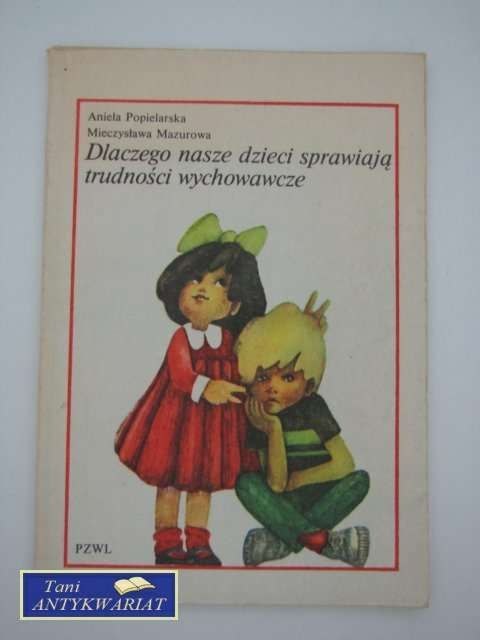 Aniela Popielarska
Mieczysława Mazurowa
Dlaczego nasze dzieci sprawiają
trudności wychowawcze
PZWL
Tani
ANTYKWARIAT